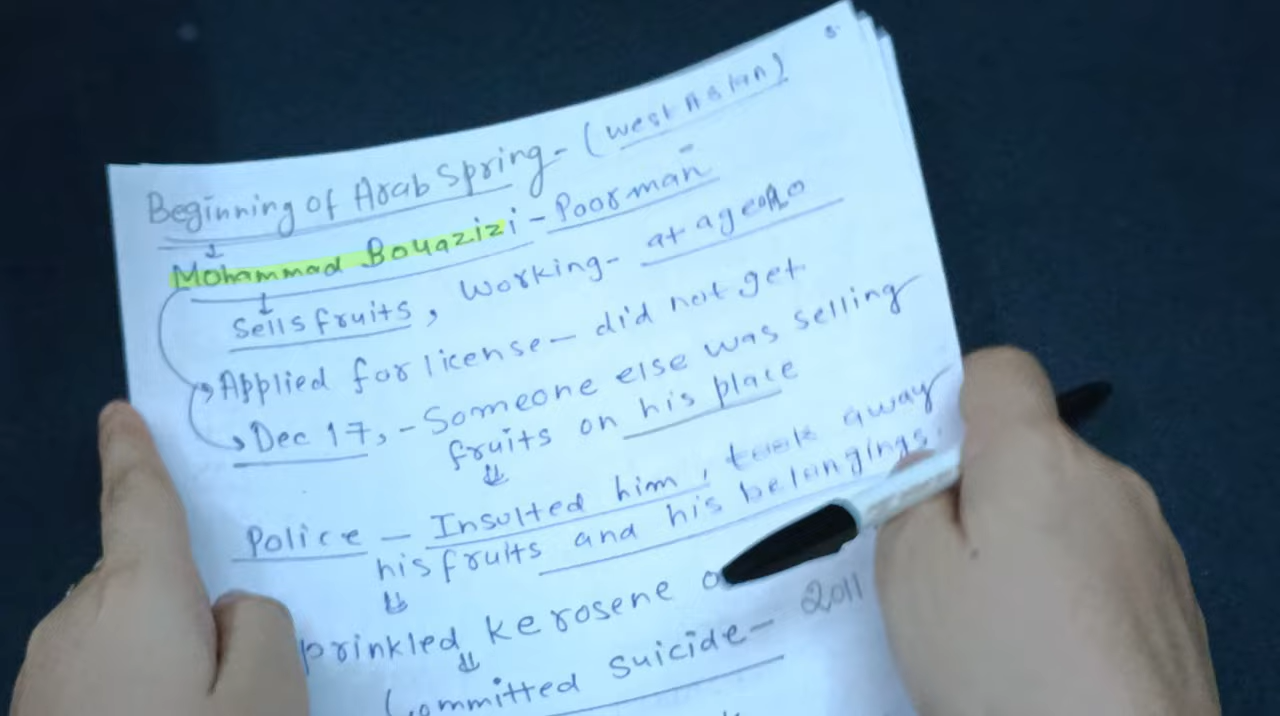 Beginning of Arab Spring - (West Asian)
Mohammad Bouazizi - Poor man
Sells fruits, Working - at age
Applied for license - did not get
Dec 17, - Someone else was selling
fruits on his place
Police - Insulted him, took away
his fruits and his belongings.
prinkled kerosene
Committed suicide - 2011